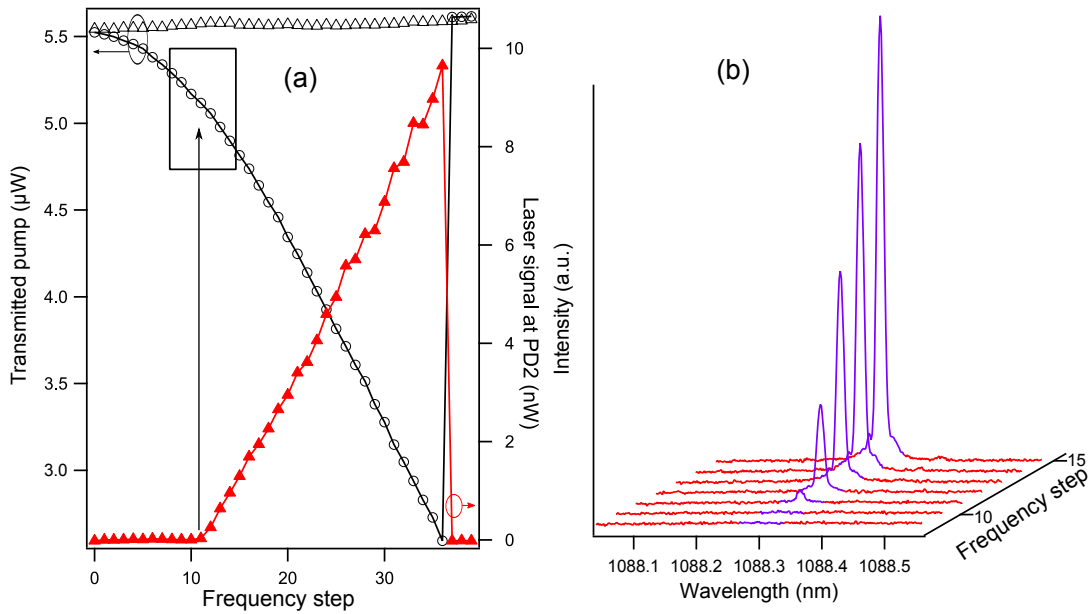 (a)
Transmitted pump (µW)
5.5
5.0
4.5
4.0
3.5
3.0
0
10
20
30
Frequency step
10
8
6
4
2
0
Laser signal at PD2 (nW)
(b)
Intensity (a.u.)
1088.1
1088.2
1088.3
1088.4
1088.5
Wavelength (nm)
10
15
Frequency step